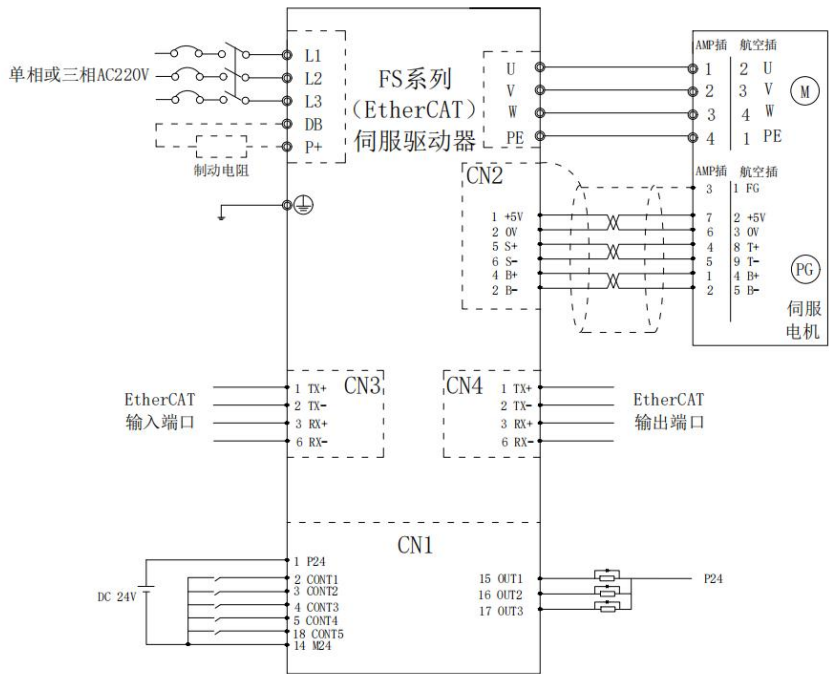 单相或三相AC220V
L1
L2
L3
DB
P+
制动电阻
FS系列
(EtherCAT)
伺服驱动器
U
V
W
PE
AMP插 航空插
1 2 U
2 3 V
3 4 W
4 1 PE
M
CN2
1 +5V
2 0V
5 S+
6 S-
4 B+
2 B-
AMP插 航空插
3 1 FG
7 2 +5V
6 3 0V
4 8 T+
5 9 T-
1 4 B+
2 5 B-
PG
伺服
电机
EtherCAT
输入端口
1 TX+
2 TX-
3 RX+
6 RX-
CN3
CN4
1 TX+
2 TX-
3 RX+
6 RX-
EtherCAT
输出端口
CN1
DC 24V
1 P24
2 CONT1
3 CONT2
4 CONT3
5 CONT4
18 CONT5
14 M24
15 OUT1
16 OUT2
17 OUT3
P24